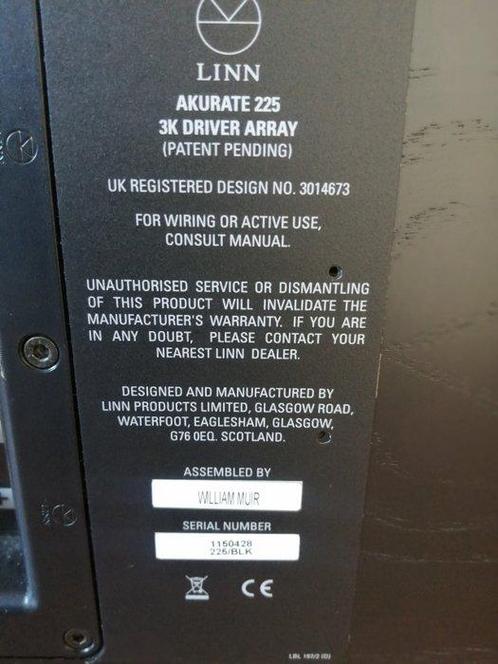 LINN
AKURATE 225
3K DRIVER ARRAY
(PATENT PENDING)
UK REGISTERED DESIGN NO. 3014673
FOR WIRING OR ACTIVE USE,
CONSULT MANUAL.
UNAUTHORISED SERVICE OR DISMANTLING
OF THIS PRODUCT WILL INVALIDATE THE
MANUFACTURER'S WARRANTY. IF YOU ARE
IN ANY DOUBT, PLEASE CONTACT YOUR
NEAREST LINN DEALER.
DESIGNED AND MANUFACTURED BY
LINN PRODUCTS LIMITED, GLASGOW ROAD,
WATERFOOT, EAGLESHAM, GLASGOW,
G76 0EQ. SCOTLAND.
ASSEMBLED BY
WILLIAM MUIR
SERIAL NUMBER
1150428
225/BLK
CE
LBL